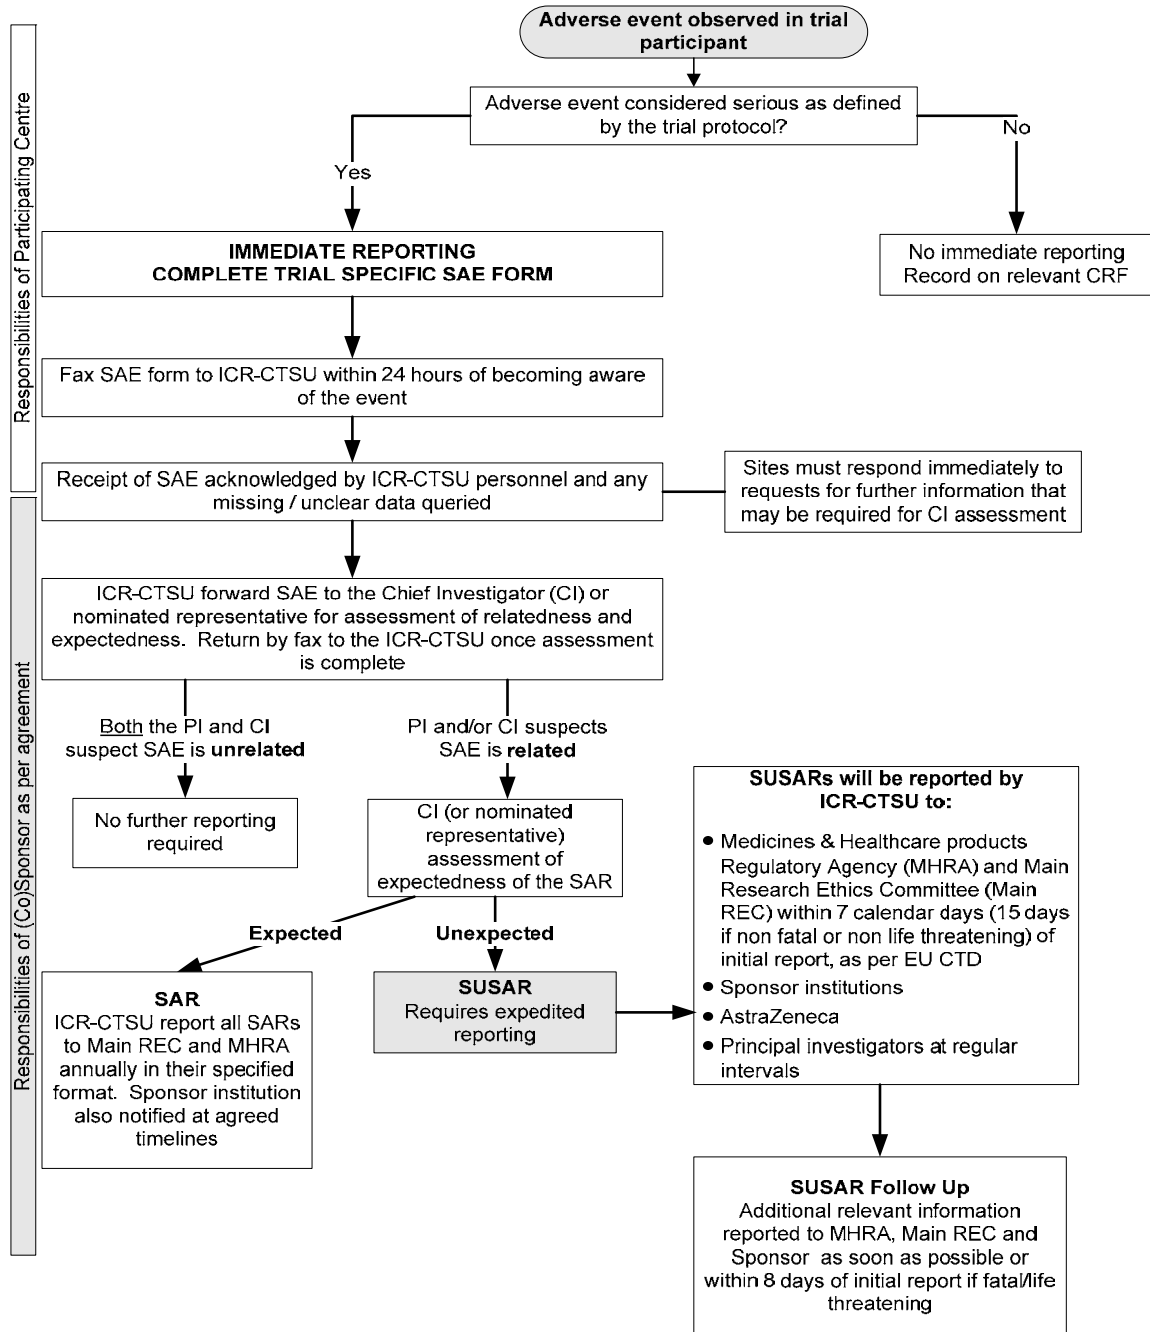 Adverse event observed in trial
participant
Adverse event considered serious as defined
by the trial protocol?
No
Yes
IMMEDIATE REPORTING
COMPLETE TRIAL SPECIFIC SAE FORM
No immediate reporting
Record on relevant CRF
Responsibilities of Participating Centre
Fax SAE form to ICR-CTSU within 24 hours of becoming aware
of the event
Receipt of SAE acknowledged by ICR-CTSU personnel and any
missing / unclear data queried
Sites must respond immediately to
requests for further information that
may be required for CI assessment
Responsibilities of (Co)Sponsor as per agreement
ICR-CTSU forward SAE to the Chief Investigator (CI) or
nominated representative for assessment of relatedness and
expectedness. Return by fax to the ICR-CTSU once assessment
is complete
Both the PI and CI
suspect SAE is unrelated
PI and/or CI suspects
SAE is related
No further reporting
required
CI (or nominated
representative)
assessment of
expectedness of the SAR
Expected
Unexpected
SAR
ICR-CTSU report all SARs
to Main REC and MHRA
annually in their specified
format. Sponsor institution
also notified at agreed
timelines
SUSAR
Requires expedited
reporting
SUSARs will be reported by
ICR-CTSU to:
● Medicines & Healthcare products
Regulatory Agency (MHRA) and Main
Research Ethics Committee (Main
REC) within 7 calendar days (15 days
if non fatal or non life threatening) of
initial report, as per EU CTD
● Sponsor institutions
● AstraZeneca
● Principal investigators at regular
intervals
SUSAR Follow Up
Additional relevant information
reported to MHRA, Main REC and
Sponsor as soon as possible or
within 8 days of initial report if fatal/life
threatening